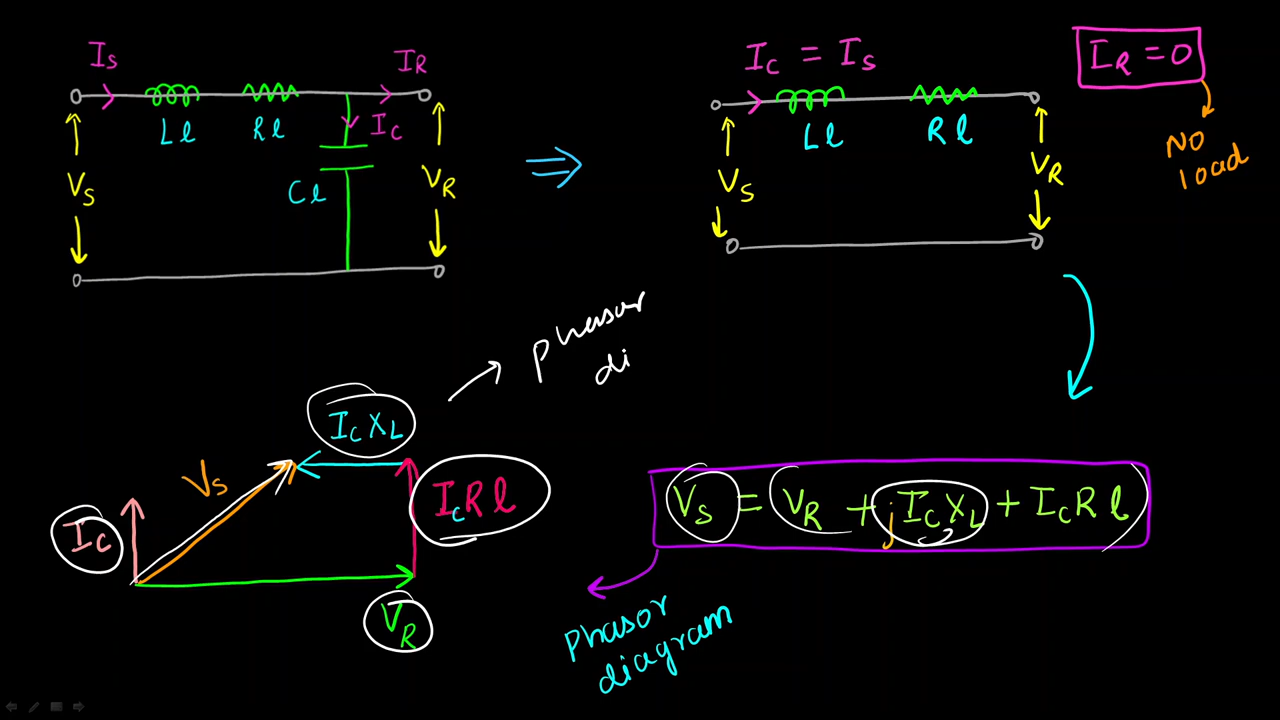 IS
IR
Ll
Rl
IC
Cl
VS
VR
IC = IS
Ll
Rl
VS
VR
IR = 0
NO
load
phasor
di
ICXL
VS
IC
ICRl
VR
VS = VR + jICXL + ICRl
Phasor
diagram